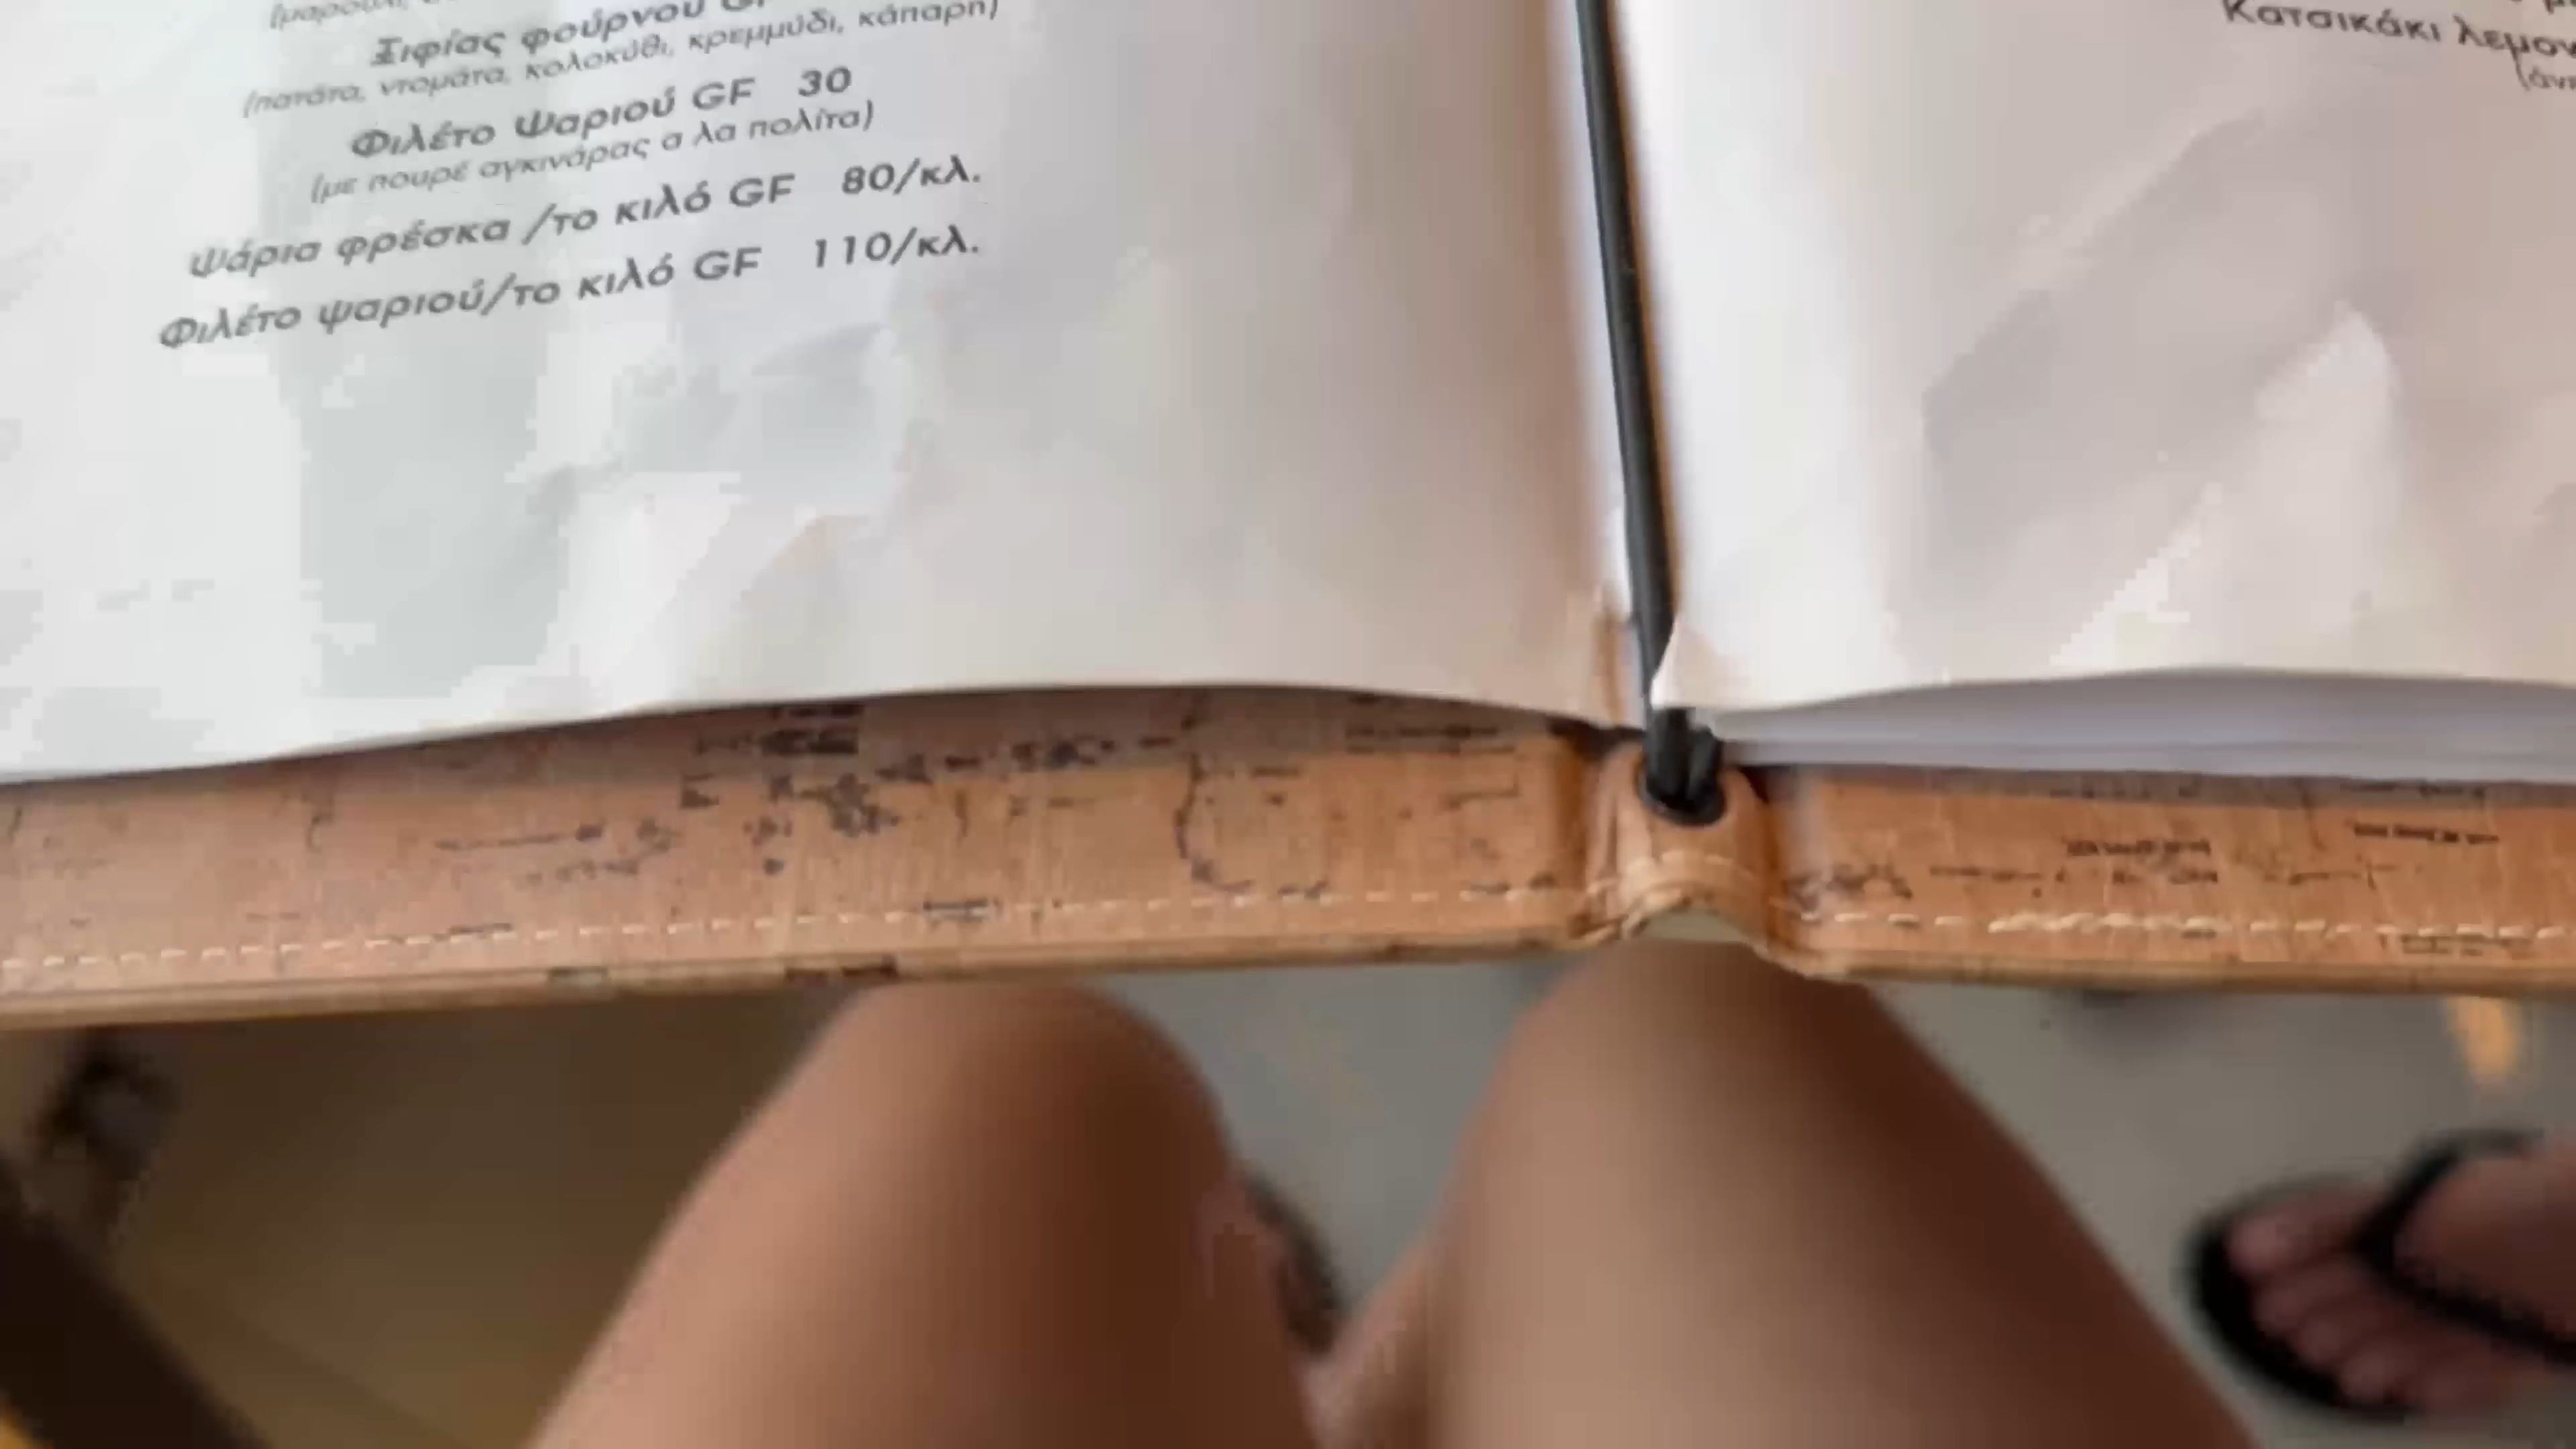 Ξιφίας φούρνου
(πατάτα, ντομάτα, κολοκύθι, κρεμμύδι, κάπαρη)
Φιλέτο Ψαριού GF 30
(με πουρέ αγκινάρας α λα πολίτα)
Ψάρια φρέσκα /το κιλό GF 80/κλ.
Φιλέτο ψαριού/το κιλό GF 110/κλ.
Κατσικάκι